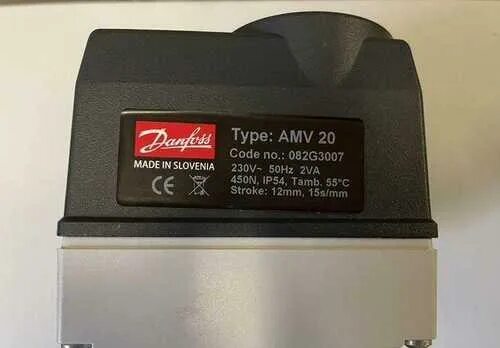 Danfoss
MADE IN SLOVENIA
CE
Type: AMV 20
Code no.: 082G3007
230V~ 50Hz 2VA
450N, IP54, Tamb. 55°C
Stroke: 12mm, 15s/mm